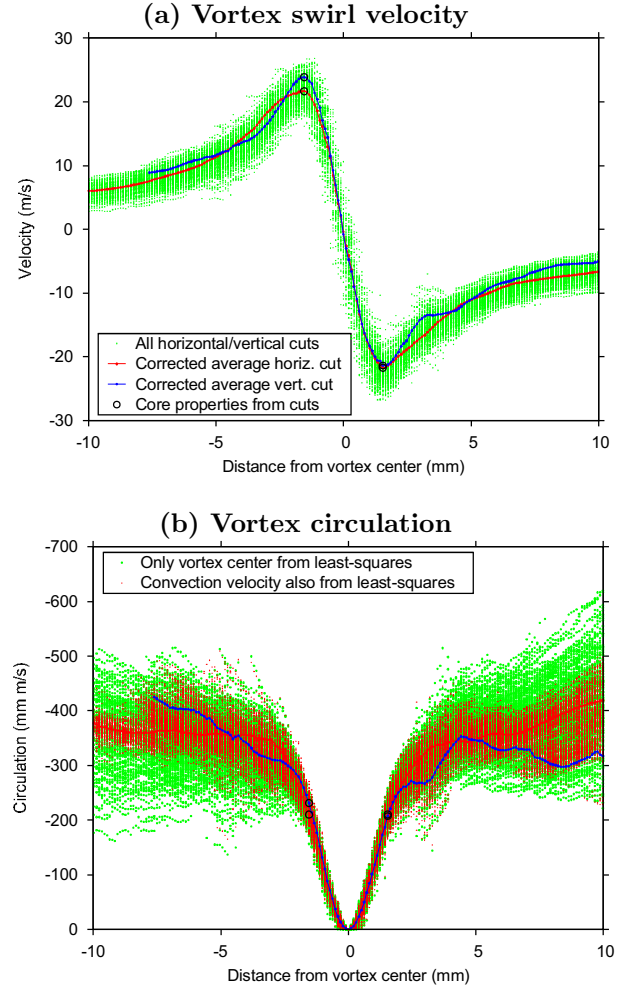 (a) Vortex swirl velocity
30
20
10
0
-10
-20
-30
Velocity (m/s)
All horizontal/vertical cuts
Corrected average horiz. cut
Corrected average vert. cut
Core properties from cuts
-10 -5 0 5 10
Distance from vortex center (mm)
(b) Vortex circulation
-700
-600
-500
-400
-300
-200
-100
0
Circulation (mm m/s)
Only vortex center from least-squares
Convection velocity also from least-squares
-10 -5 0 5 10
Distance from vortex center (mm)